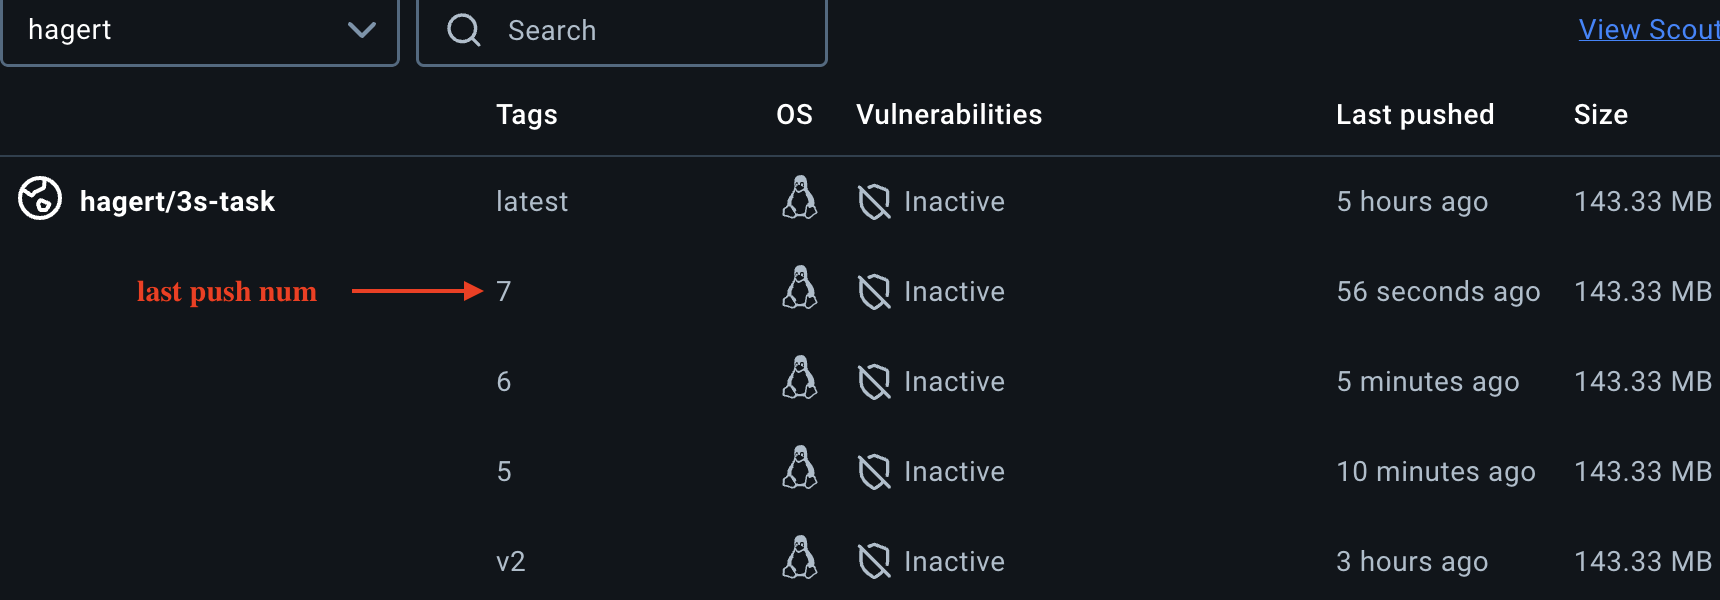 hagert Search View Scout
Tags OS Vulnerabilities Last pushed Size
hagert/3s-task latest Inactive 5 hours ago 143.33 MB
last push num 7 Inactive 56 seconds ago 143.33 MB
6 Inactive 5 minutes ago 143.33 MB
5 Inactive 10 minutes ago 143.33 MB
v2 Inactive 3 hours ago 143.33 MB